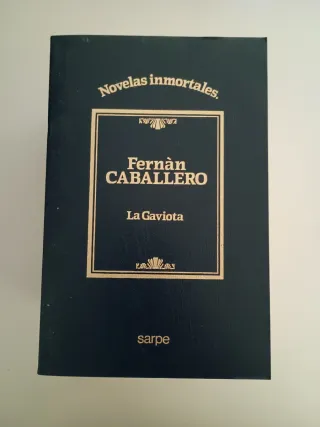 Novelas inmortales.
Fernàn
CABALLERO
La Gaviota
sarpe